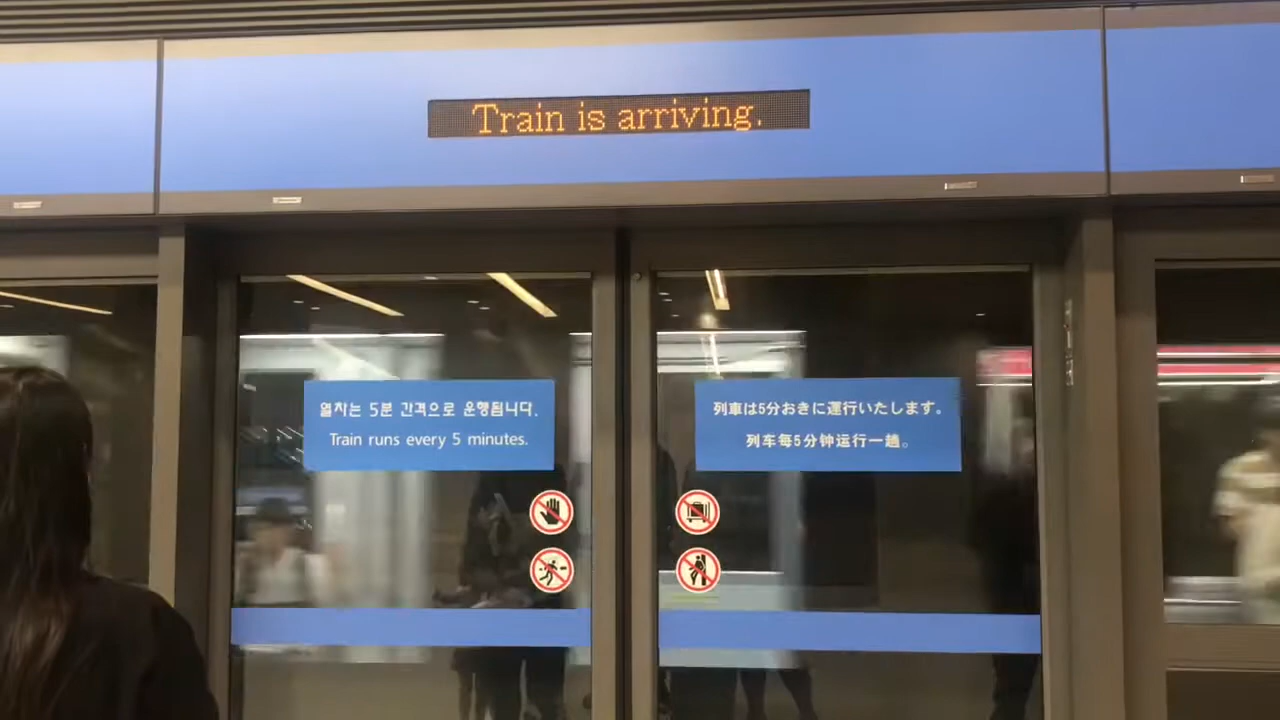 Train is arriving.
열차는 5분 간격으로 운행됩니다.
Train runs every 5 minutes.
列車は5分おきに運行いたします。
列车每5分钟运行一趟。